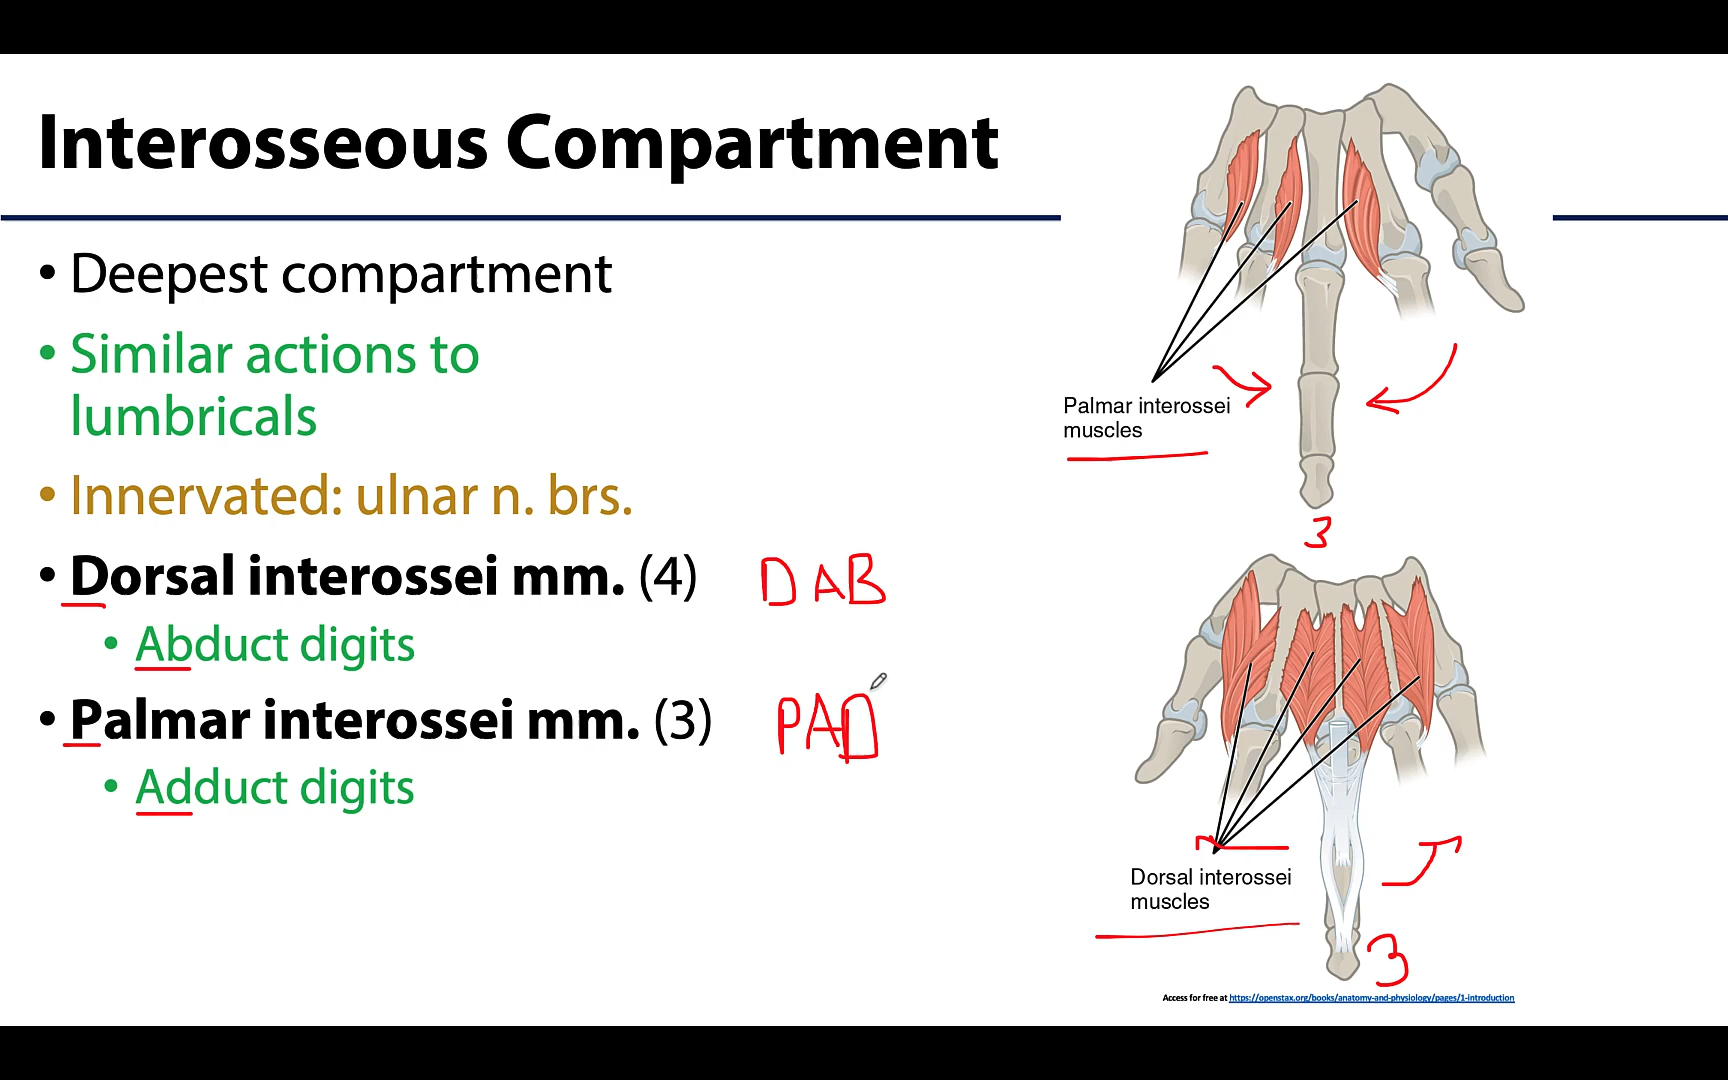 Interosseous Compartment
• Deepest compartment
• Similar actions to
lumbricals
• Innervated: ulnar n. brs.
• Dorsal interossei mm. (4) DAB
• Abduct digits
• Palmar interossei mm. (3) PAD
• Adduct digits
Palmar interossei
muscles
3
Dorsal interossei
muscles
3
Access for free at https://openstax.org/books/anatomy-and-physiology/pages/1-introduction